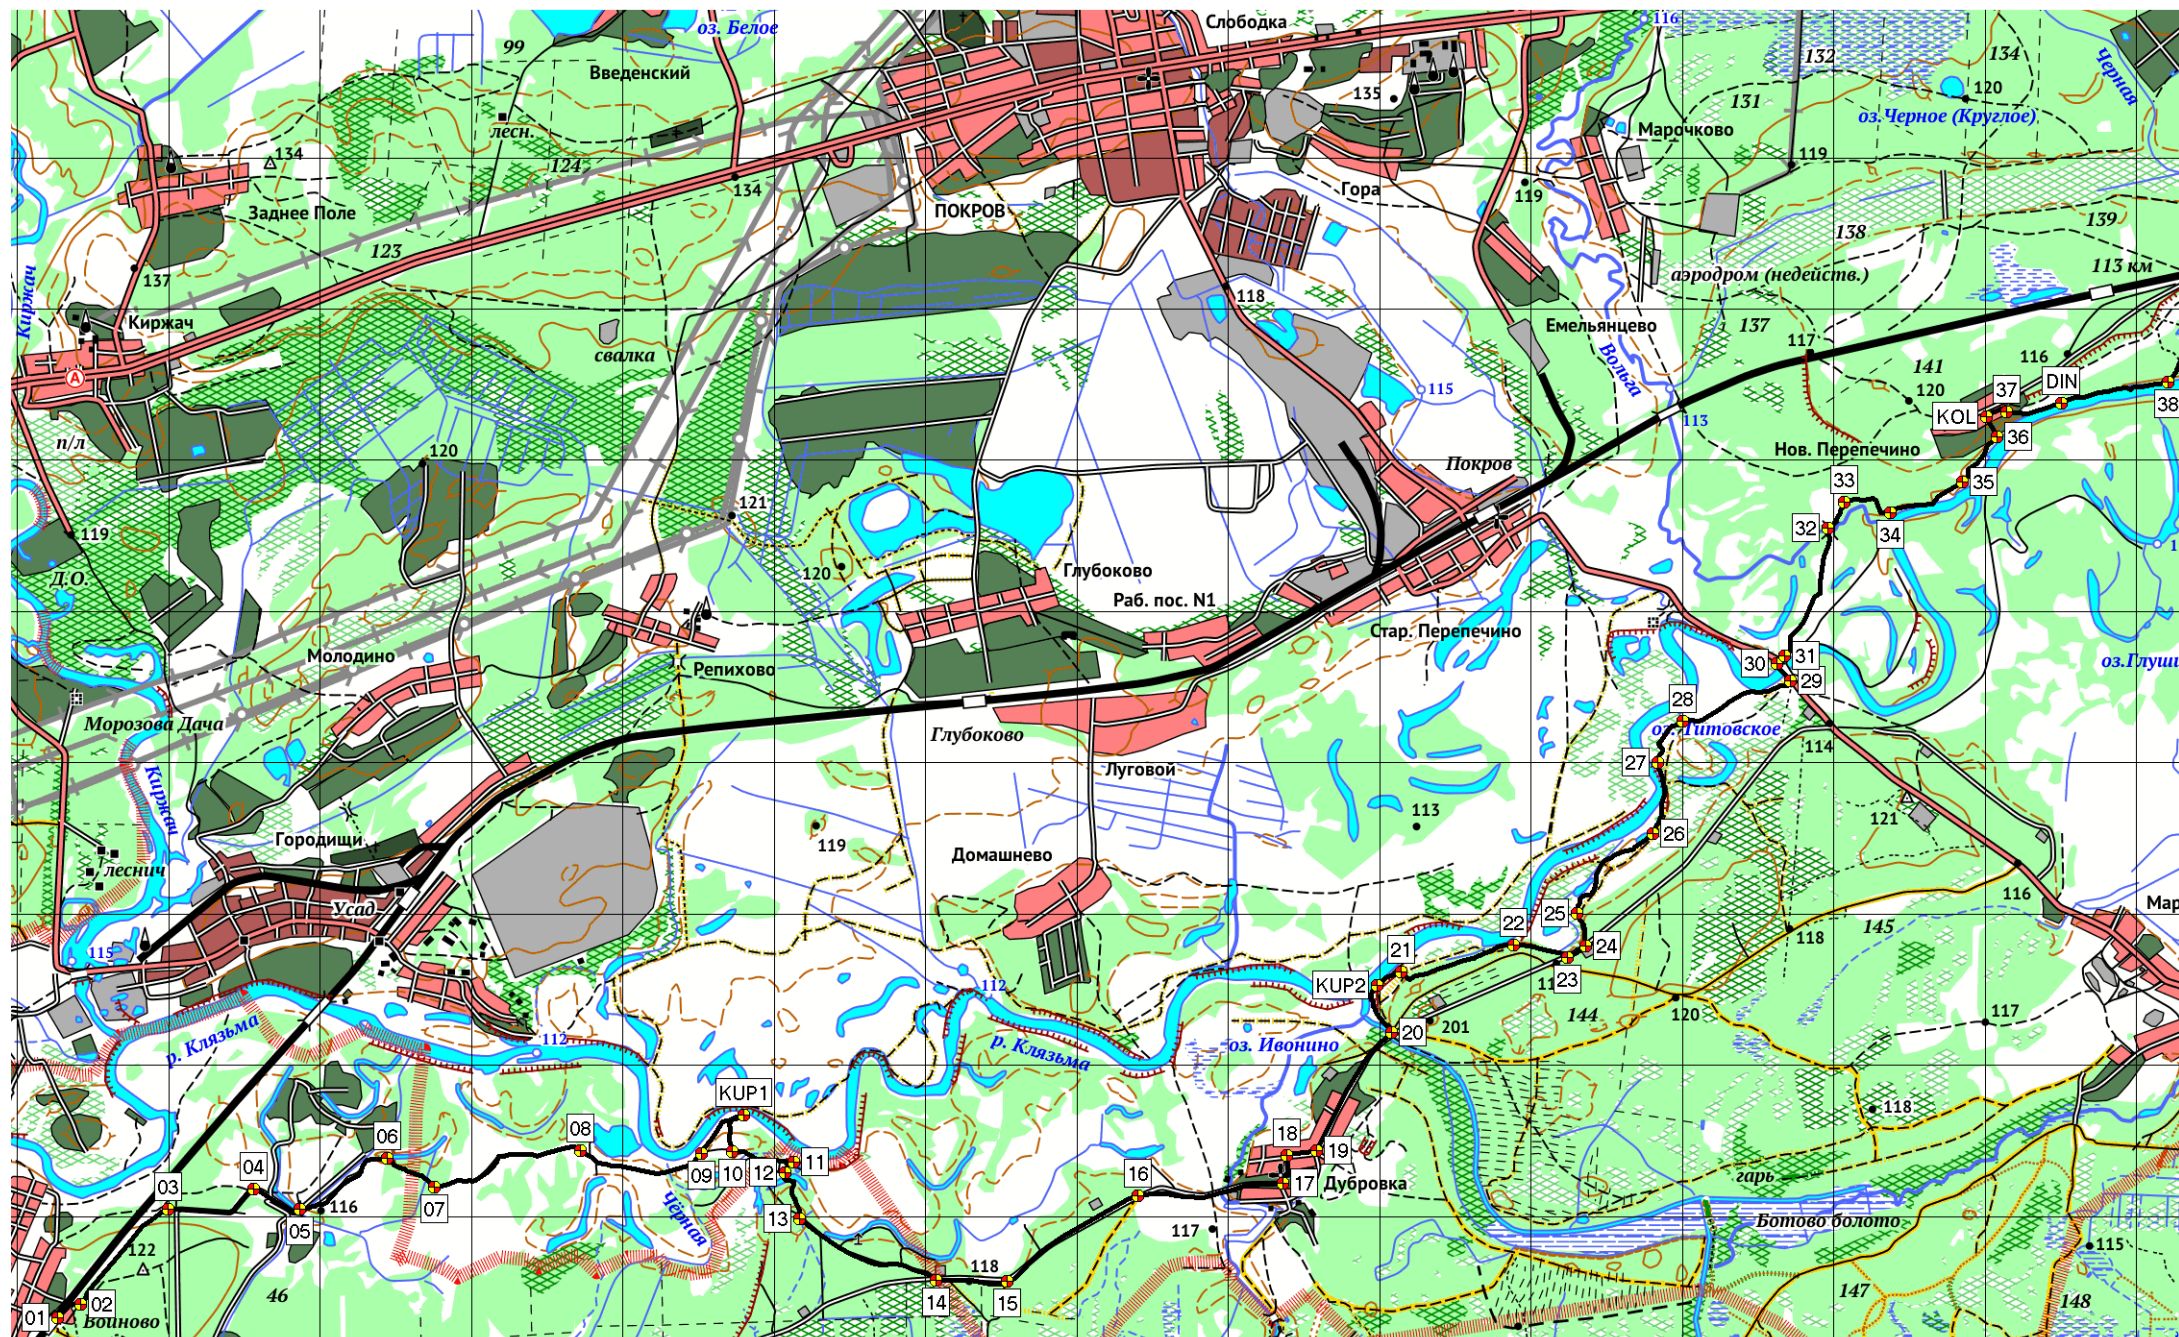 116
Слободка
оз. Белое
99
Введенский
132
134
Черная
135
131
120
оз.Черное (Круглое)
лесн.
Марочково
134
124
119
134
Гора
119
Заднее Поле
ПОКРОВ
139
123
138
137
аэродром (недейств.)
113 км
Киржач
118
Киржач
Емельянцево
137
свалка
Вольга
117
116
141
A
115
120
37
DIN
38
KOL
113
п/л
36
120
Покров
Нов. Перепечино
33
35
121
32
119
34
120
Глубоково
Д.О.
Раб. пос. N1
Стар. Перепечино
Молодино
30
31
Репихово
29
28
Морозова Дача
оз. Титовское
Глубоково
114
27
Луговой
Киржач
113
121
119
26
Городищи
Домашнево
леснич
116
Усад
25
22
145
118
21
24
115
112
KUP2
23
201
144
120
117
20
р. Клязьма
112
р. Клязьма
оз. Ивонино
KUP1
118
06
08
18
19
04
09
10
12
11
03
16
гарь
07
17
Дубровка
116
05
Чёрная
13
117
Ботово болото
122
115
118
46
14
15
147
148
02
01
Войново